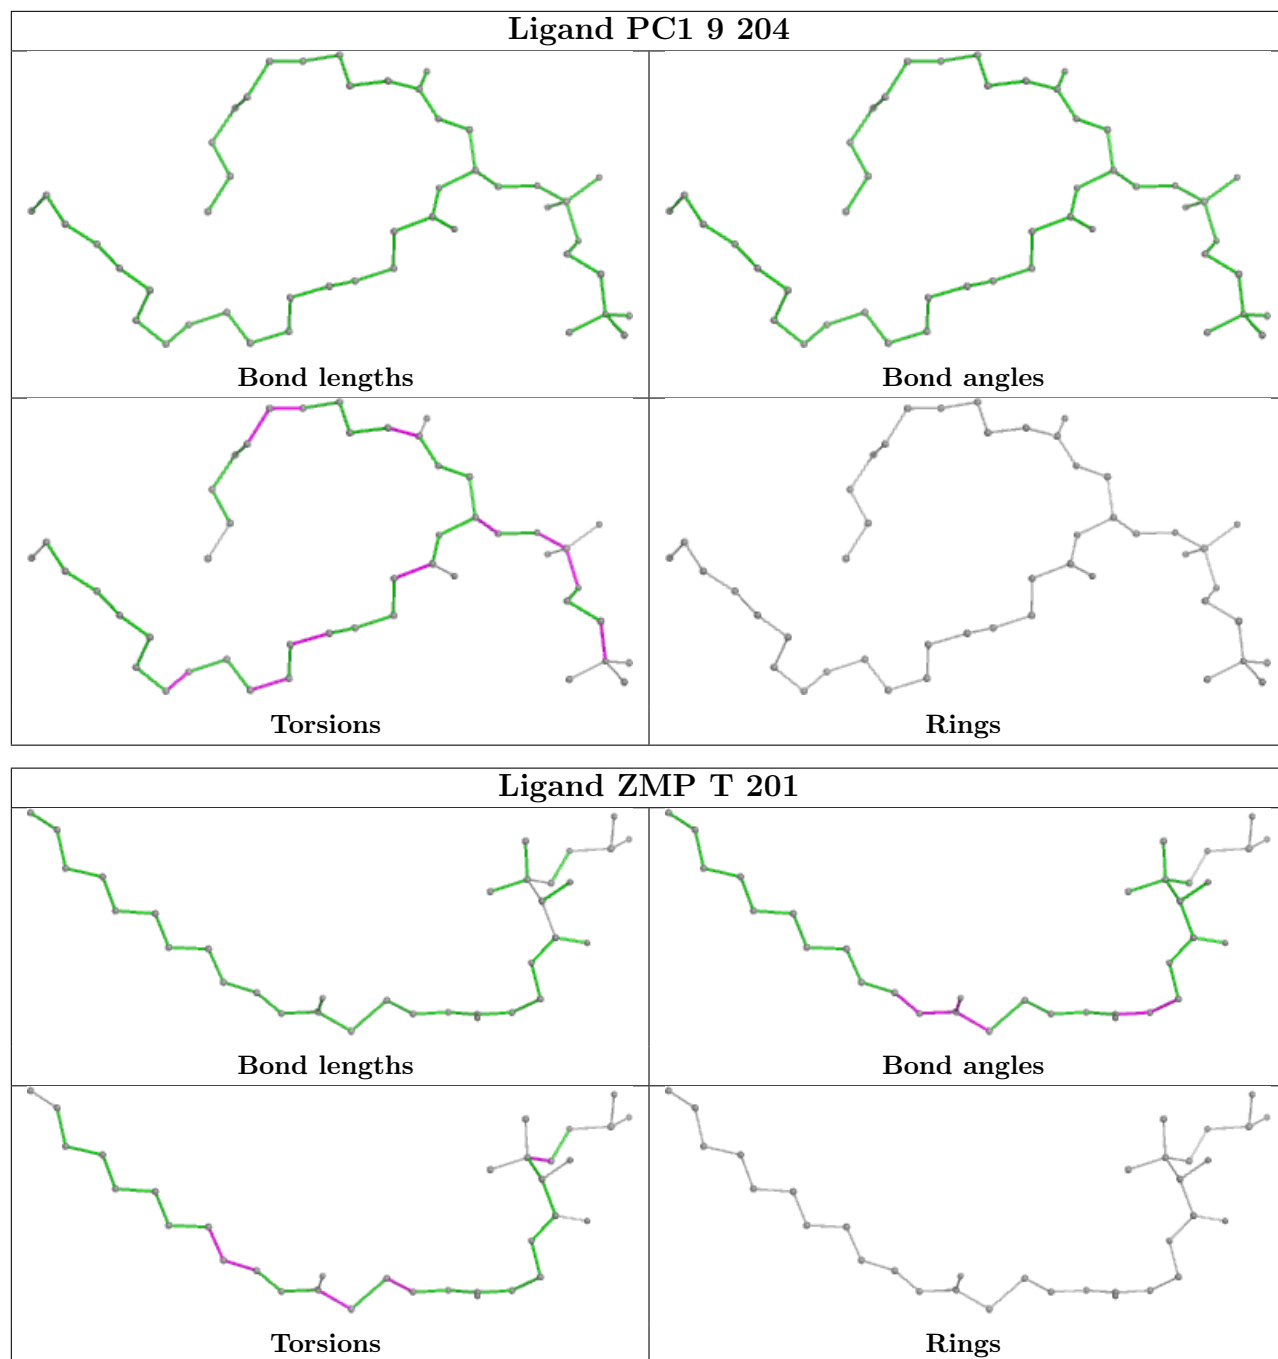 Ligand PC1 9 204
Bond lengths
Bond angles
Torsions
Rings
Ligand ZMP T 201
Bond lengths
Bond angles
Torsions
Rings